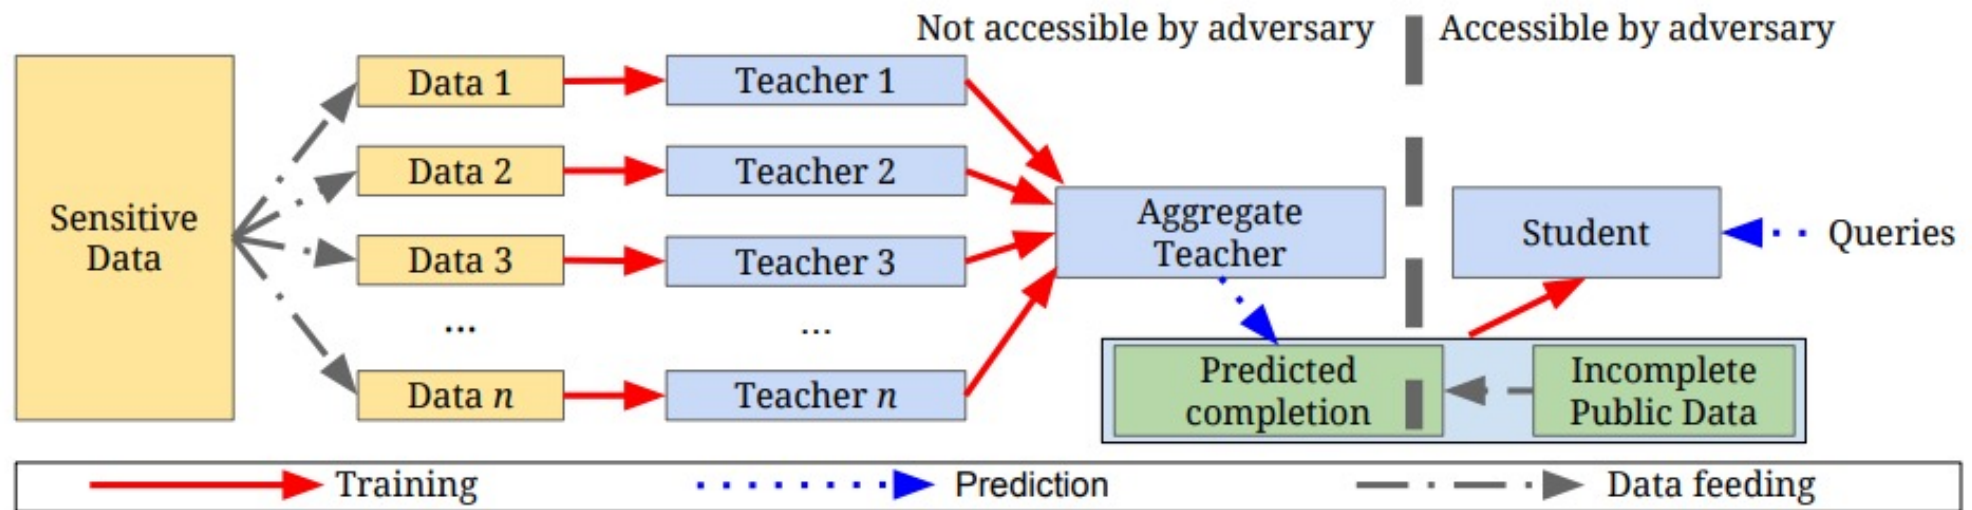 Not accessible by adversary
Accessible by adversary
Sensitive
Data
Data 1
Teacher 1
Data 2
Teacher 2
Data 3
Teacher 3
...
...
Data n
Teacher n
Aggregate
Teacher
Student
Queries
Predicted
completion
Incomplete
Public Data
Training
Prediction
Data feeding